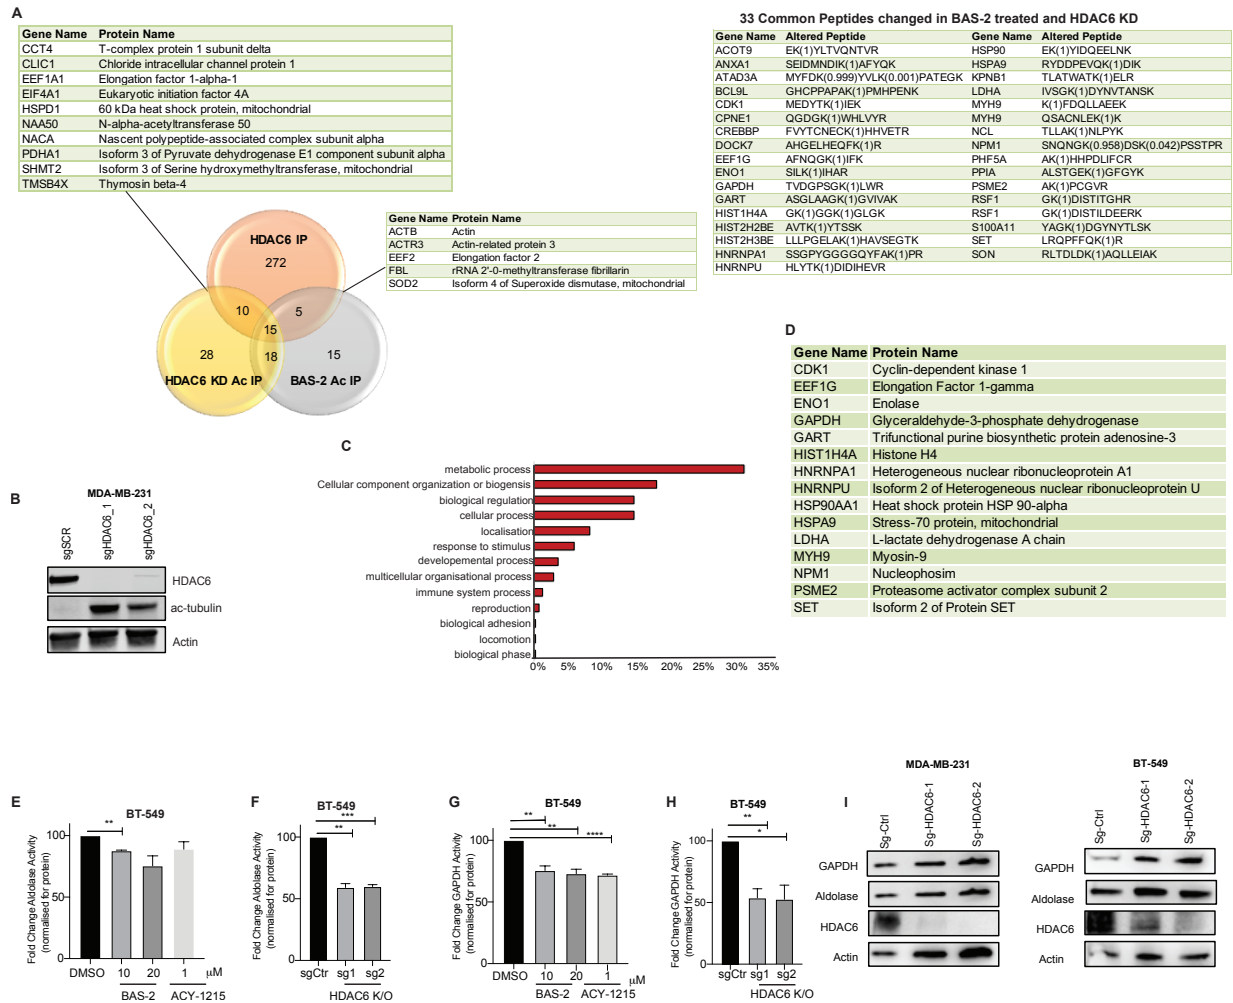 A
Gene Name Protein Name
CCT4 T-complex protein 1 subunit delta
CLIC1 Chloride intracellular channel protein 1
EEF1A1 Elongation factor 1-alpha-1
EIF4A1 Eukaryotic initiation factor 4A
HSPD1 60 kDa heat shock protein, mitochondrial
NAA50 N-alpha-acetyltransferase 50
NACA Nascent polypeptide-associated complex subunit alpha
PDHA1 Isoform 3 of Pyruvate dehydrogenase E1 component subunit alpha
SHMT2 Isoform 3 of Serine hydroxymethyltransferase, mitochondrial
TMSB4X Thymosin beta-4
HDAC6 IP
272
10
5
15
28
18
15
HDAC6 KD Ac IP
BAS-2 Ac IP
Gene Name Protein Name
ACTB Actin
ACTR3 Actin-related protein 3
EEF2 Elongation factor 2
FBL rRNA 2'-0-methyltransferase fibrillarin
SOD2 Isoform 4 of Superoxide dismutase, mitochondrial
33 Common Peptides changed in BAS-2 treated and HDAC6 KD
Gene Name Altered Peptide Gene Name Altered Peptide
ACOT9 EK(1)YLTVQNTVR HSP90 EK(1)YIDQEELNK
ANXA1 SEIDMNDIK(1)AFYQK HSPA9 RYDDPEVQK(1)DIK
ATAD3A MYFDK(0.999)YVLK(0.001)PATEGK KPNB1 TLATWATK(1)ELR
BCL9L GHCPPAPAK(1)PMHPENK LDHA IVSGK(1)DYNVTANSK
CDK1 MEDYTK(1)IEK MYH9 K(1)FDQLLAEEK
CPNE1 QGDK(1)WHLVYR MYH9 QSACNLEK(1)K
CREBBP FVYTCNECK(1)HHVETR NCL TLLAK(1)NLPYK
DOCK7 AHGELHEQFK(1)R NPM1 SNQNGK(0.958)DSK(0.042)PSSTPR
EEF1G AFNQGK(1)IFK PHF5A AK(1)HHPDLIFCR
ENO1 SILK(1)IHAR PPIA ALSTGEK(1)GFGYK
GAPDH TVDGPSGK(1)LWR PSME2 AK(1)PCGVR
GART ASGLAAGK(1)GVIVAK RSF1 GK(1)DISTITGHR
HIST1H4A GK(1)GGK(1)GLGK RSF1 GK(1)DISTILDEERK
HIST2H2BE AVTK(1)YTSSK S100A11 YAGK(1)DGYNYTLSK
HIST2H3BE LLLPGELAK(1)HAVSEGTK SET LRQPFFQK(1)R
HNRNPA1 SSGPYGGGGQYFAK(1)PR SON RLTDLDK(1)AQLLEIAK
HNRNPU HLYTK(1)DIDIHEVR
B
MDA-MB-231
sgSCR
sgHDAC6_1
sgHDAC6_2
HDAC6
ac-tubulin
Actin
C
metabolic process
Cellular component organization or biogensis
biological regulation
cellular process
localisation
response to stimulus
developemental process
multicellular organisational process
immune system process
reproduction
biological adhesion
locomotion
biological phase
0% 5% 10% 15% 20% 25% 30% 35%
D
Gene Name Protein Name
CDK1 Cyclin-dependent kinase 1
EEF1G Elongation Factor 1-gamma
ENO1 Enolase
GAPDH Glyceraldehyde-3-phosphate dehydrogenase
GART Trifunctional purine biosynthetic protein adenosine-3
HIST1H4A Histone H4
HNRNPA1 Heterogeneous nuclear ribonucleoprotein A1
HNRNPU Isoform 2 of Heterogeneous nuclear ribonucleoprotein U
HSP90AA1 Heat shock protein HSP 90-alpha
HSPA9 Stress-70 protein, mitochondrial
LDHA L-lactate dehydrogenase A chain
MYH9 Myosin-9
NPM1 Nucleophosim
PSME2 Proteasome activator complex subunit 2
SET Isoform 2 of Protein SET
E
BT-549
Fold Change Aldolase Activity
(normalised for protein)
100
50
0
**
DMSO 10 20 1 μM
BAS-2 ACY-1215
F
BT-549
Fold Change Aldolase Activity
(normalised for protein)
100
50
0
***
**
sgCtr sg1 sg2
HDAC6 K/O
G
BT-549
Fold Change GAPDH Activity
(normalised for protein)
100
50
0
**
**
****
DMSO 10 20 1 μM
BAS-2 ACY-1215
H
BT-549
Fold Change GAPDH Activity
(normalised for protein)
100
50
0
**
*
sgCtr sg1 sg2
HDAC6 K/O
I
MDA-MB-231
Sg-Ctrl
Sg-HDAC6-1
Sg-HDAC6-2
GAPDH
Aldolase
HDAC6
Actin
BT-549
Sg-Ctrl
Sg-HDAC6-1
Sg-HDAC6-2
GAPDH
Aldolase
HDAC6
Actin